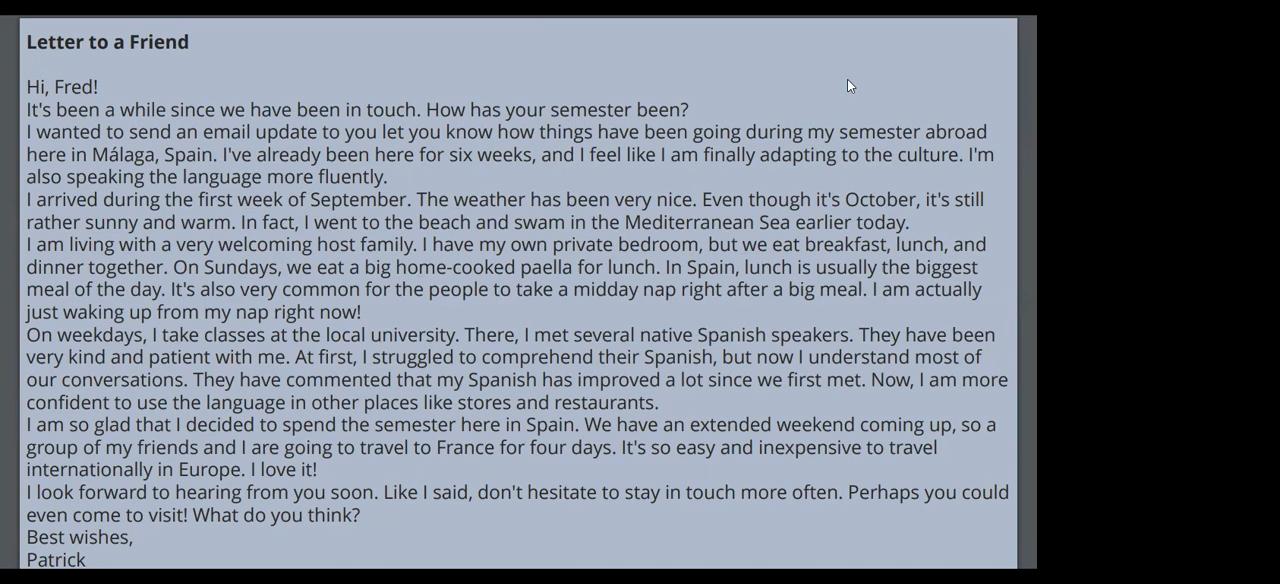 Letter to a Friend
Hi, Fred!
It's been a while since we have been in touch. How has your semester been?
I wanted to send an email update to you let you know how things have been going during my semester abroad
here in Málaga, Spain. I've already been here for six weeks, and I feel like I am finally adapting to the culture. I'm
also speaking the language more fluently.
I arrived during the first week of September. The weather has been very nice. Even though it's October, it's still
rather sunny and warm. In fact, I went to the beach and swam in the Mediterranean Sea earlier today.
I am living with a very welcoming host family. I have my own private bedroom, but we eat breakfast, lunch, and
dinner together. On Sundays, we eat a big home-cooked paella for lunch. In Spain, lunch is usually the biggest
meal of the day. It's also very common for the people to take a midday nap right after a big meal. I am actually
just waking up from my nap right now!
On weekdays, I take classes at the local university. There, I met several native Spanish speakers. They have been
very kind and patient with me. At first, I struggled to comprehend their Spanish, but now I understand most of
our conversations. They have commented that my Spanish has improved a lot since we first met. Now, I am more
confident to use the language in other places like stores and restaurants.
I am so glad that I decided to spend the semester here in Spain. We have an extended weekend coming up, so a
group of my friends and I are going to travel to France for four days. It's so easy and inexpensive to travel
internationally in Europe. I love it!
I look forward to hearing from you soon. Like I said, don't hesitate to stay in touch more often. Perhaps you could
even come to visit! What do you think?
Best wishes,
Patrick